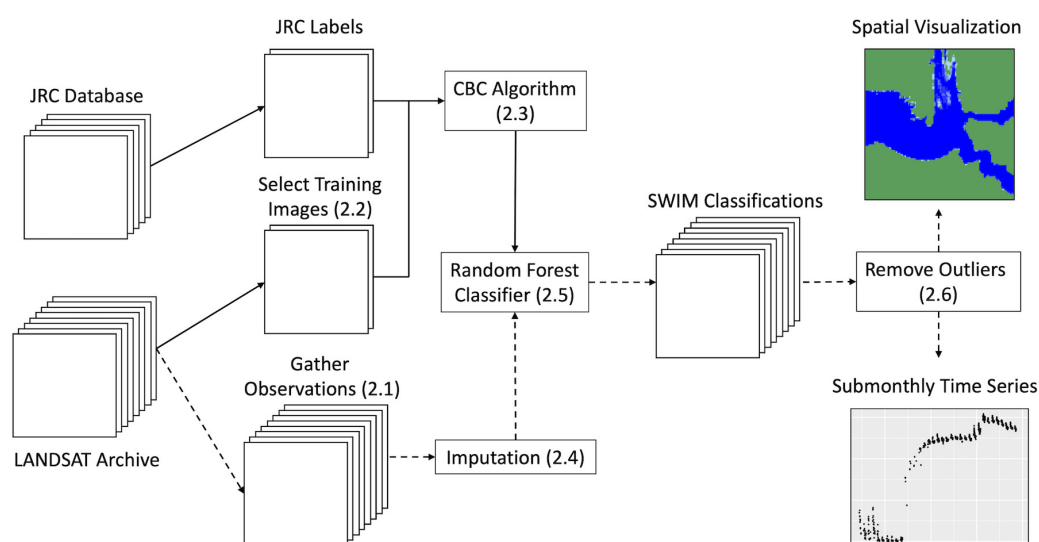 JRC Labels
Spatial Visualization
JRC Database
CBC Algorithm
(2.3)
Select Training
Images (2.2)
SWIM Classifications
Random Forest
Classifier (2.5)
Remove Outliers
(2.6)
Gather
Observations (2.1)
Submonthly Time Series
LANDSAT Archive
Imputation (2.4)